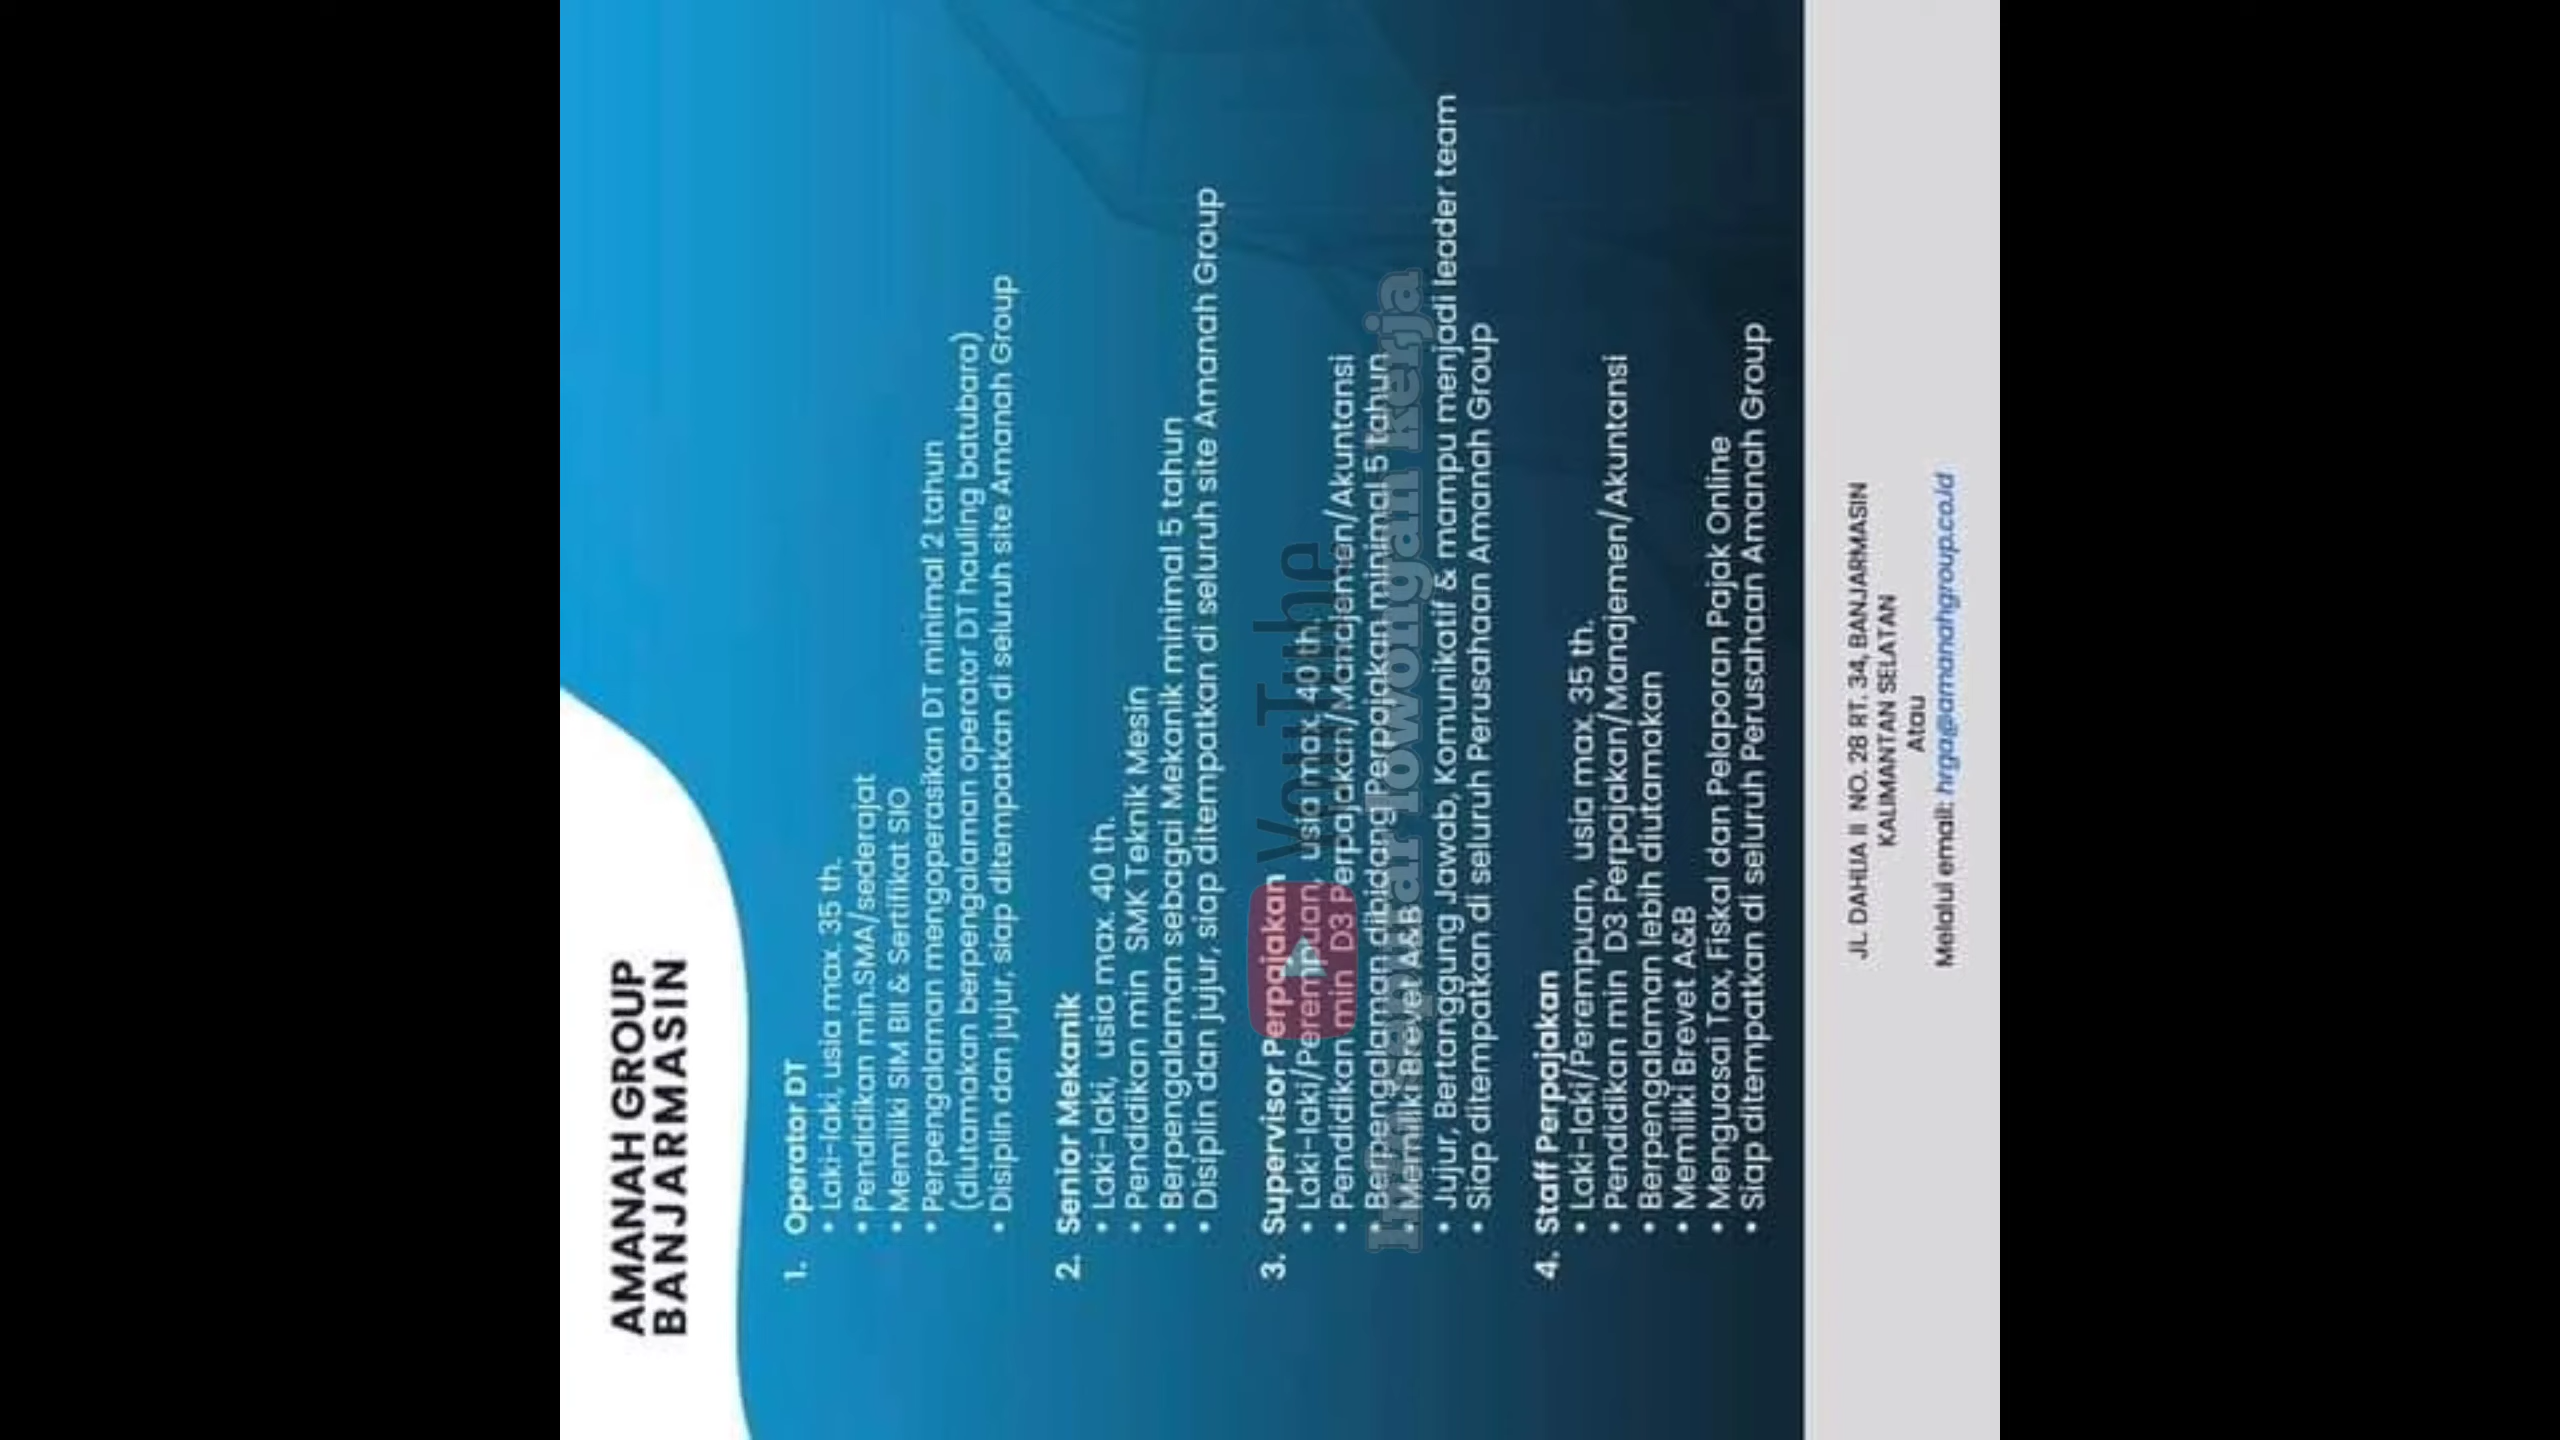 AMANAH GROUP
BANJARMASIN
1. Operator DT
• Laki-laki, usia max. 35 th.
• Pendidikan min.SMA/sederajat
• Memiliki SIM BII & Sertifikat SIO
• Perpengalaman mengoperasikan DT minimal 2 tahun
(diutamakan berpengalaman operator DT hauling batubara)
• Disiplin dan jujur, siap ditempatkan di seluruh site Amanah Group
2. Senior Mekanik
• Laki-laki, usia max. 40 th.
• Pendidikan min SMK Teknik Mesin
• Berpengalaman sebagai Mekanik minimal 5 tahun
• Disiplin dan jujur, siap ditempatkan di seluruh site Amanah Group
3. Supervisor Perpajakan
• Laki-laki/Perempuan, usia max. 40 th.
• Pendidikan min D3 Perpajakan/Manajemen/Akuntansi
• Berpengalaman dibidang Perpajakan minimal 5 tahun
• Memiliki Brevet A&B
• Jujur, Bertanggung Jawab, Komunikatif & mampu menjadi leader team
• Siap ditempatkan di seluruh Perusahaan Amanah Group
YouTube
lowongan kerja
4. Staff Perpajakan
• Laki-laki/Perempuan, usia max. 35 th.
• Pendidikan min D3 Perpajakan/Manajemen/Akuntansi
• Berpengalaman lebih diutamakan
• Memiliki Brevet A&B
• Menguasai Tax, Fiskal dan Pelaporan Pajak Online
• Siap ditempatkan di seluruh Perusahaan Amanah Group
JL. DAHLIA II NO. 28 RT. 34, BANJARMASIN
KALIMANTAN SELATAN
Atau
Melalui email: hrga@amanahgroup.co.id